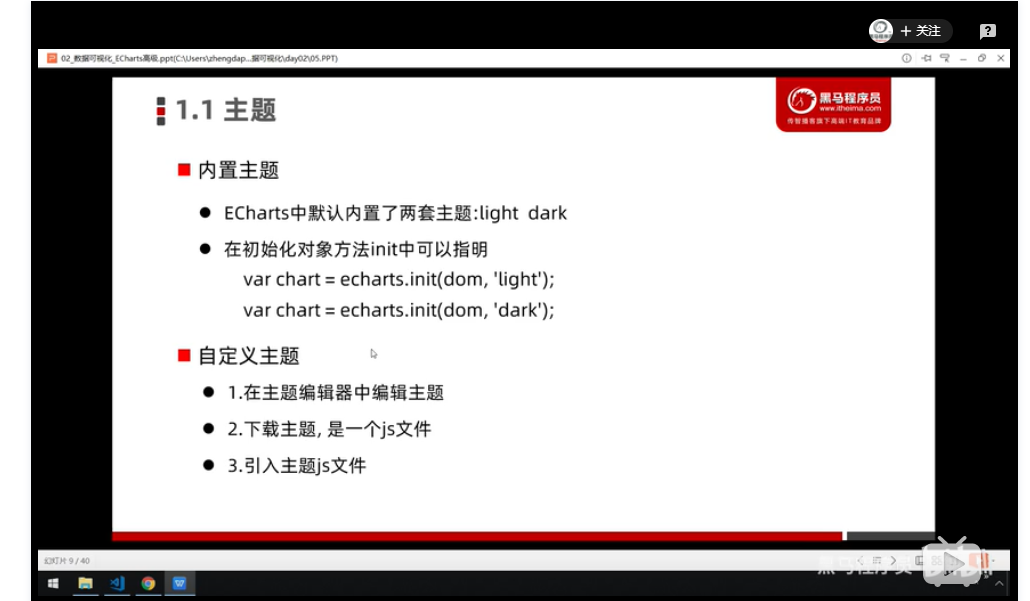 + 关注
02_数据可视化_ECharts高级.ppt(C:\Users\zhengdap...据可视化\day02\05.PPT)
1.1 主题
黑马程序员
www.itheima.com
传智播客旗下高端IT教育品牌
内置主题
ECharts中默认内置了两套主题:light dark
在初始化对象方法init中可以指明
var chart = echarts.init(dom, 'light');
var chart = echarts.init(dom, 'dark');
自定义主题
1.在主题编辑器中编辑主题
2.下载主题, 是一个js文件
3.引入主题js文件
幻灯片 9 / 40
黑马程序员